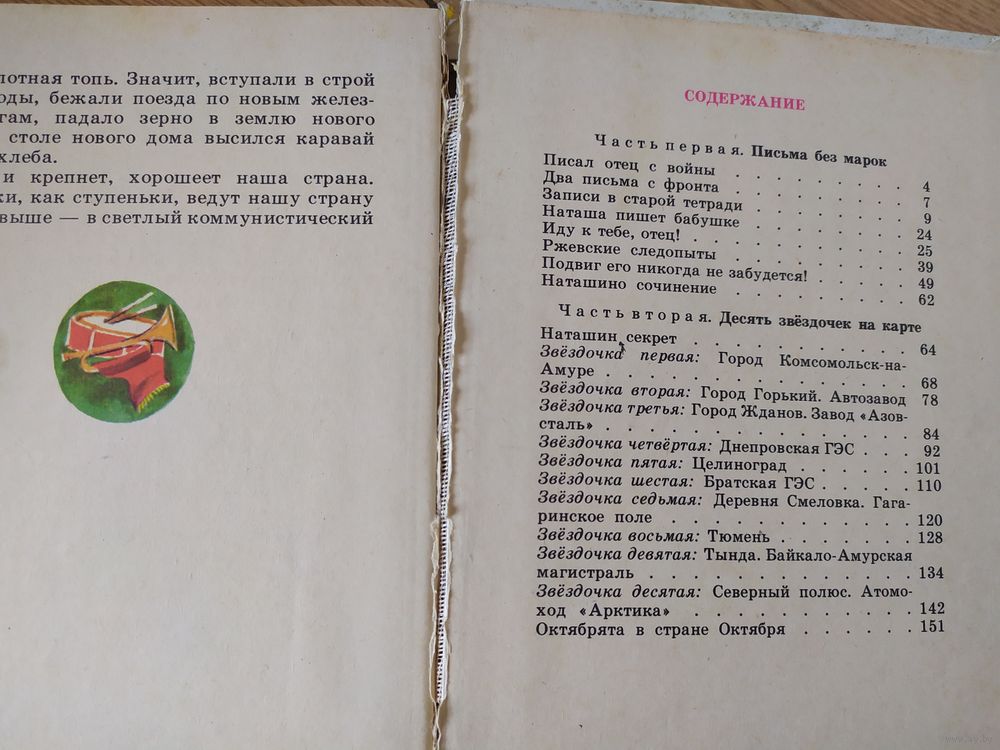 лотная топь. Значит, вступали в строй
оды, бежали поезда по новым желез-
гам, падало зерно в землю нового
столе нового дома высился каравай
хлеба.
и крепнет, хорошеет наша страна.
ки, как ступеньки, ведут нашу страну
выше — в светлый коммунистический
СОДЕРЖАНИЕ
Часть первая. Письма без марок
Писал отец с войны . . . . . . . . 4
Два письма с фронта . . . . . . . . 7
Записи в старой тетради . . . . . . . 9
Наташа пишет бабушке . . . . . . . 24
Иду к тебе, отец! . . . . . . . . . 25
Ржевские следопыты . . . . . . . . 39
Подвиг его никогда не забудется! . . . . . 49
Наташино сочинение . . . . . . . . 62
Часть вторая. Десять звёздочек на карте
Наташин секрет . . . . . . . . . 64
Звёздочка первая: Город Комсомольск-на-
Амуре . . . . . . . . . . . . 68
Звёздочка вторая: Город Горький. Автозавод 78
Звёздочка третья: Город Жданов. Завод «Азов-
сталь» . . . . . . . . . . . . 84
Звёздочка четвёртая: Днепровская ГЭС . . . 92
Звёздочка пятая: Целиноград . . . . . . 101
Звёздочка шестая: Братская ГЭС . . . . . 110
Звёздочка седьмая: Деревня Смеловка. Гага-
ринское поле . . . . . . . . . . 120
Звёздочка восьмая: Тюмень . . . . . . 128
Звёздочка девятая: Тында. Байкало-Амурская
магистраль . . . . . . . . . . . 134
Звёздочка десятая: Северный полюс. Атомо-
ход «Арктика» . . . . . . . . . . 142
Октябрята в стране Октября . . . . . . 151